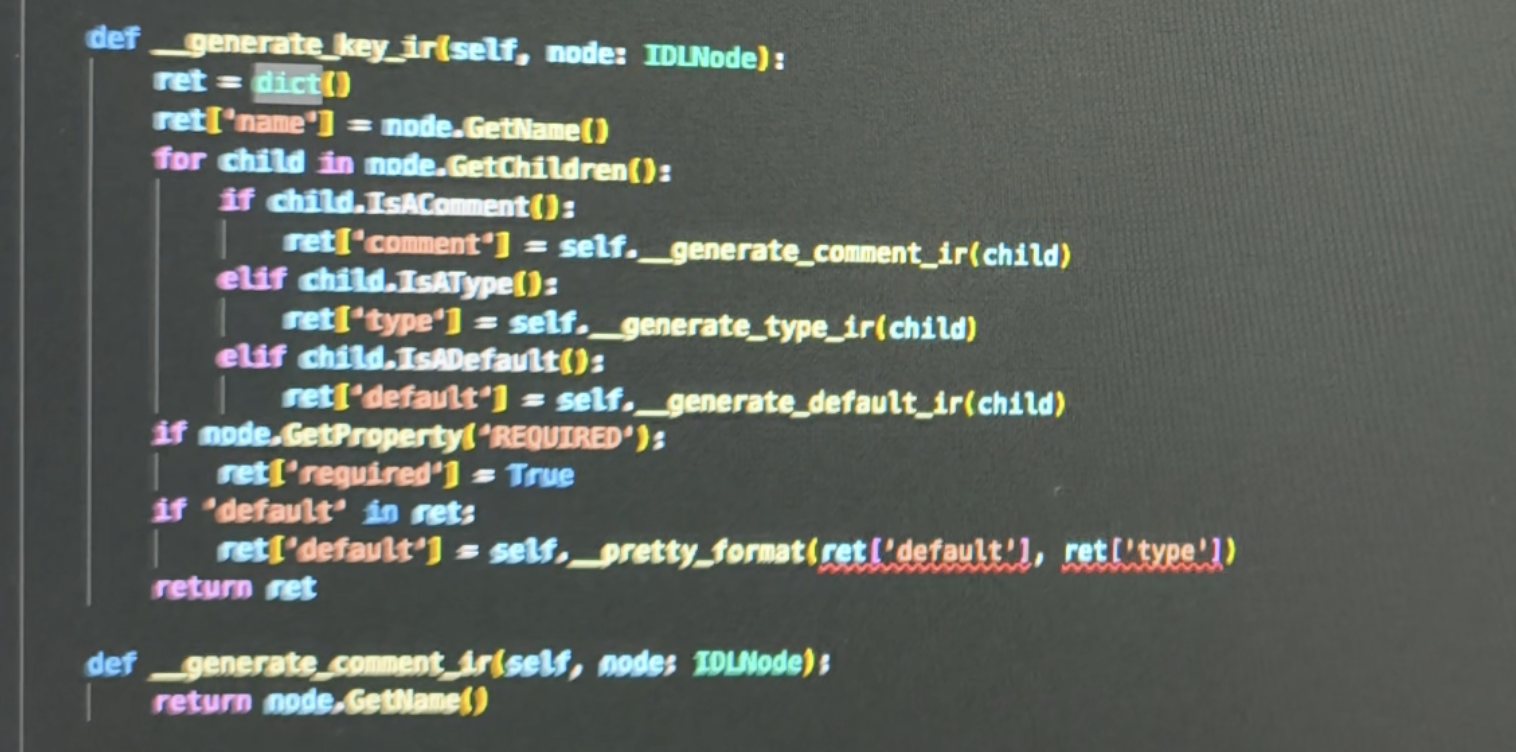 def __generate_key_ir(self, node: IDLNode):
    ret = dict()
    ret['name'] = node.GetName()
    for child in node.GetChildren():
        if child.IsAComment():
            ret['comment'] = self.__generate_comment_ir(child)
        elif child.IsAType():
            ret['type'] = self.__generate_type_ir(child)
        elif child.IsADefault():
            ret['default'] = self.__generate_default_ir(child)
    if node.GetProperty('REQUIRED'):
        ret['required'] = True
    if 'default' in ret:
        ret['default'] = self.__pretty_format(ret['default'], ret['type'])
    return ret
def __generate_comment_ir(self, node: IDLNode):
    return node.GetName()